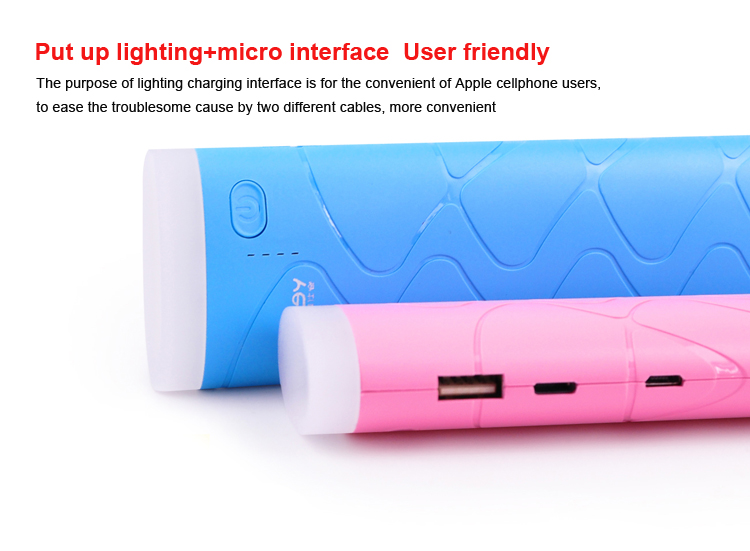 Put up lighting+micro interface  User friendly
The purpose of lighting charging interface is for the convenient of Apple cellphone users,
to ease the troublesome cause by two different cables, more convenient